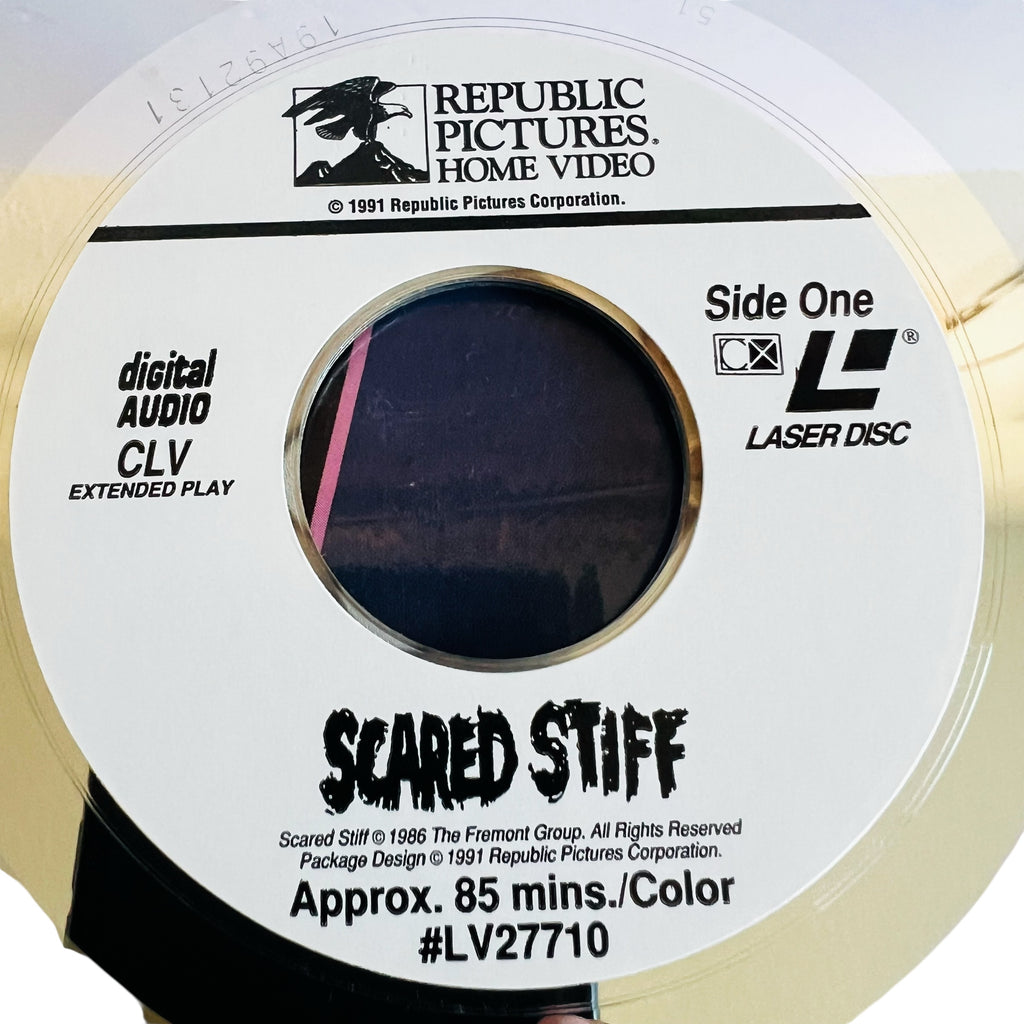 19A92131
51
REPUBLIC
PICTURES®
HOME VIDEO
© 1991 Republic Pictures Corporation.
Side One
CX
®
LASER DISC
digital
AUDIO
CLV
EXTENDED PLAY
SCARED STIFF
Scared Stiff © 1986 The Fremont Group. All Rights Reserved
Package Design © 1991 Republic Pictures Corporation.
Approx. 85 mins./Color
#LV27710